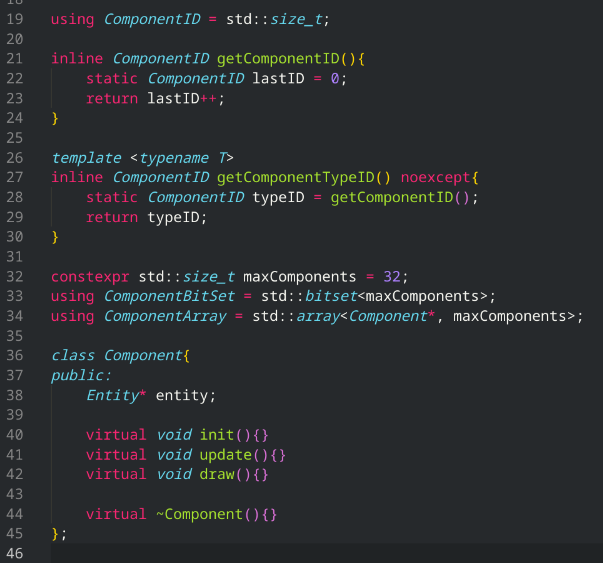 19 using ComponentID = std::size_t;
20
21 inline ComponentID getComponentID(){
22     static ComponentID lastID = 0;
23     return lastID++;
24 }
25
26 template <typename T>
27 inline ComponentID getComponentTypeID() noexcept{
28     static ComponentID typeID = getComponentID();
29     return typeID;
30 }
31
32 constexpr std::size_t maxComponents = 32;
33 using ComponentBitSet = std::bitset<maxComponents>;
34 using ComponentArray = std::array<Component*, maxComponents>;
35
36 class Component{
37 public:
38     Entity* entity;
39
40     virtual void init(){}
41     virtual void update(){}
42     virtual void draw(){}
43
44     virtual ~Component(){}
45 };
46